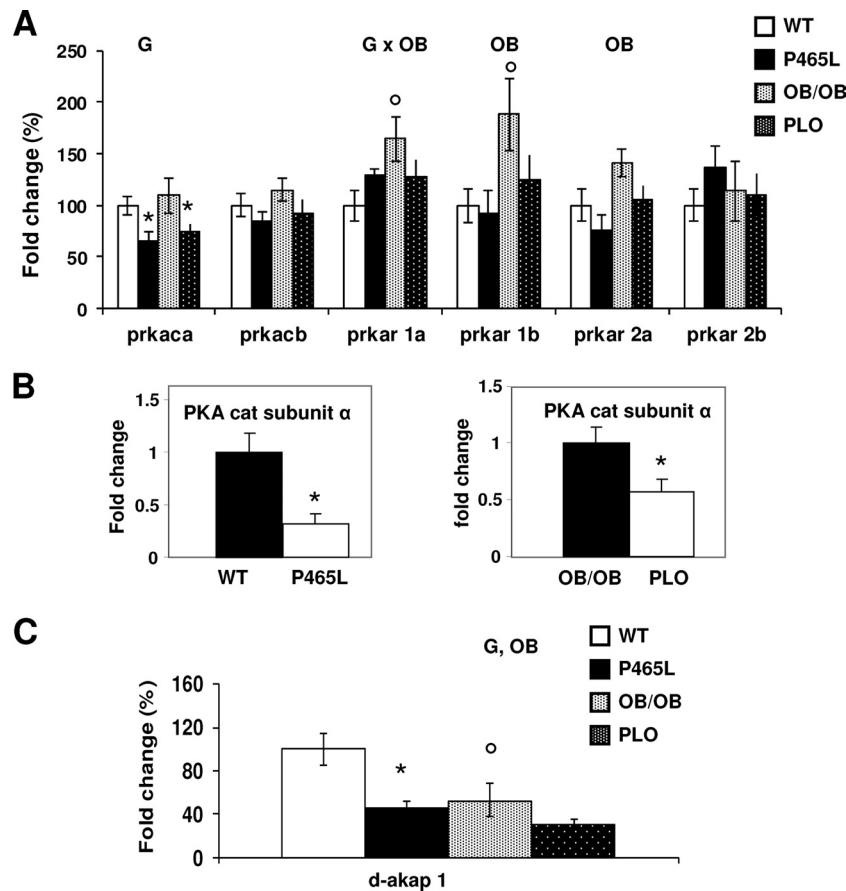 A
G
G x OB
OB
OB
WT
P465L
OB/OB
PLO
Fold change (%)
250
200
150
100
50
0
* *
prkaca prkacb prkar 1a prkar 1b prkar 2a prkar 2b
B
PKA cat subunit α
Fold change
1.5
1
0.5
0
*
WT P465L
PKA cat subunit α
fold change
1.5
1
0.5
0
*
OB/OB PLO
C
G, OB
WT
P465L
OB/OB
PLO
Fold change (%)
160
120
80
40
0
*
d-akap 1